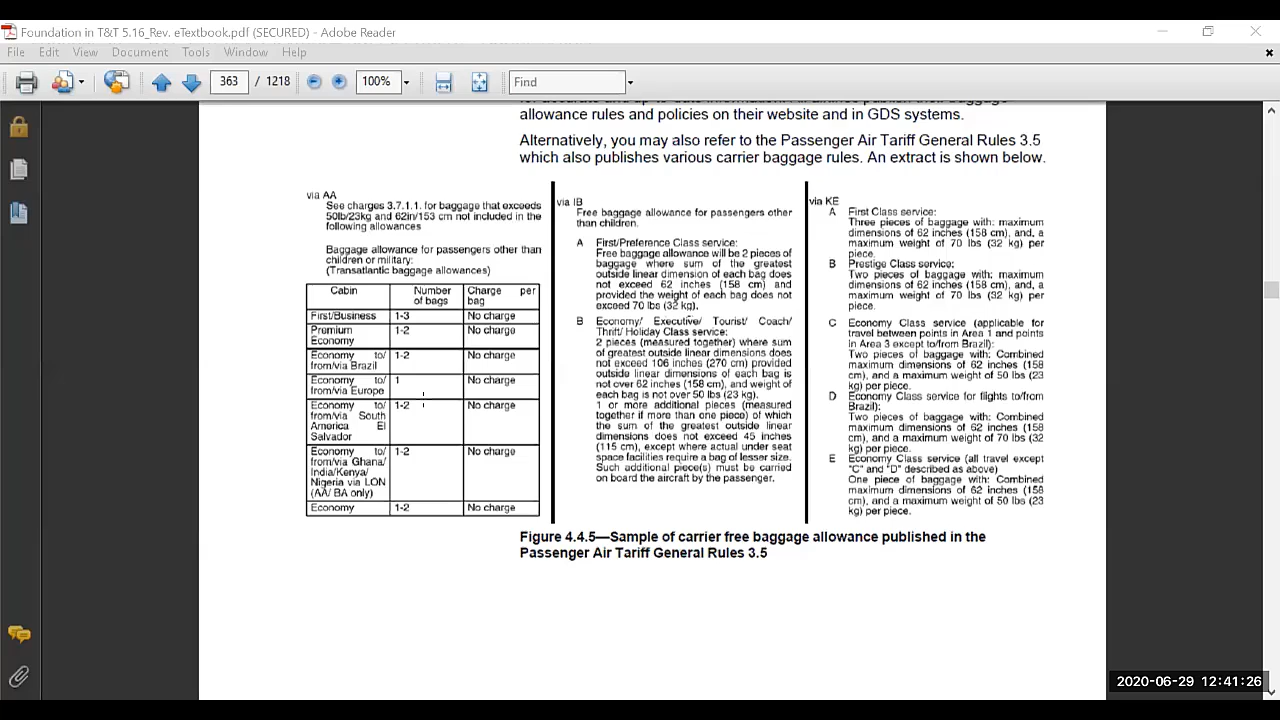 Foundation in T&T 5.16_Rev. eTextbook.pdf (SECURED) - Adobe Reader
File Edit View Document Tools Window Help
363 / 1218 100% Find
allowance rules and policies on their website and in GDS systems.
Alternatively, you may also refer to the Passenger Air Tariff General Rules 3.5
which also publishes various carrier baggage rules. An extract is shown below.
via AA
See charges 3.7.1.1. for baggage that exceeds
50lb/23kg and 62in/153 cm not included in the
following allowances
Baggage allowance for passengers other than
children or military:
(Transatlantic baggage allowances)
Cabin Number of bags Charge per bag
First/Business 1-3 No charge
Premium Economy 1-2 No charge
Economy to/ from/via Brazil 1-2 No charge
Economy to/ from/via Europe 1 No charge
Economy to/ from/via South America El Salvador 1-2 No charge
Economy to/ from/via Ghana/ India/Kenya/ Nigeria via LON (AA/ BA only) 1-2 No charge
Economy 1-2 No charge
via IB
Free baggage allowance for passengers other
than children.
A First/Preference Class service:
Free baggage allowance will be 2 pieces of
baggage where sum of the greatest
outside linear dimension of each bag does
not exceed 62 inches (158 cm) and
provided the weight of each bag does not
exceed 70 lbs (32 kg).
B Economy/ Executive/ Tourist/ Coach/
Thrift/ Holiday Class service:
2 pieces (measured together) where sum
of greatest outside linear dimensions does
not exceed 106 inches (270 cm) provided
outside linear dimensions of each bag is
not over 62 inches (158 cm), and weight of
each bag is not over 50 lbs (23 kg).
1 or more additional pieces (measured
together if more than one piece) of which
the sum of the greatest outside linear
dimensions does not exceed 45 inches
(115 cm), except where actual under seat
space facilities require a bag of lesser size.
Such additional piece(s) must be carried
on board the aircraft by the passenger.
via KE
A First Class service:
Three pieces of baggage with: maximum
dimensions of 62 inches (158 cm), and, a
maximum weight of 70 lbs (32 kg) per
piece.
B Prestige Class service:
Two pieces of baggage with: maximum
dimensions of 62 inches (158 cm), and, a
maximum weight of 70 lbs (32 kg) per
piece.
C Economy Class service (applicable for
travel between points in Area 1 and points
in Area 3 except to/from Brazil):
Two pieces of baggage with: Combined
maximum dimensions of 62 inches (158
cm), and a maximum weight of 50 lbs (23
kg) per piece.
D Economy Class service for flights to/from
Brazil):
Two pieces of baggage with: Combined
maximum dimensions of 62 inches (158
cm), and a maximum weight of 70 lbs (32
kg) per piece.
E Economy Class service (all travel except
"C" and "D" described as above)
One piece of baggage with: Combined
maximum dimensions of 62 inches (158
cm), and a maximum weight of 50 lbs (23
kg) per piece.
Figure 4.4.5—Sample of carrier free baggage allowance published in the
Passenger Air Tariff General Rules 3.5
2020-06-29 12:41:26